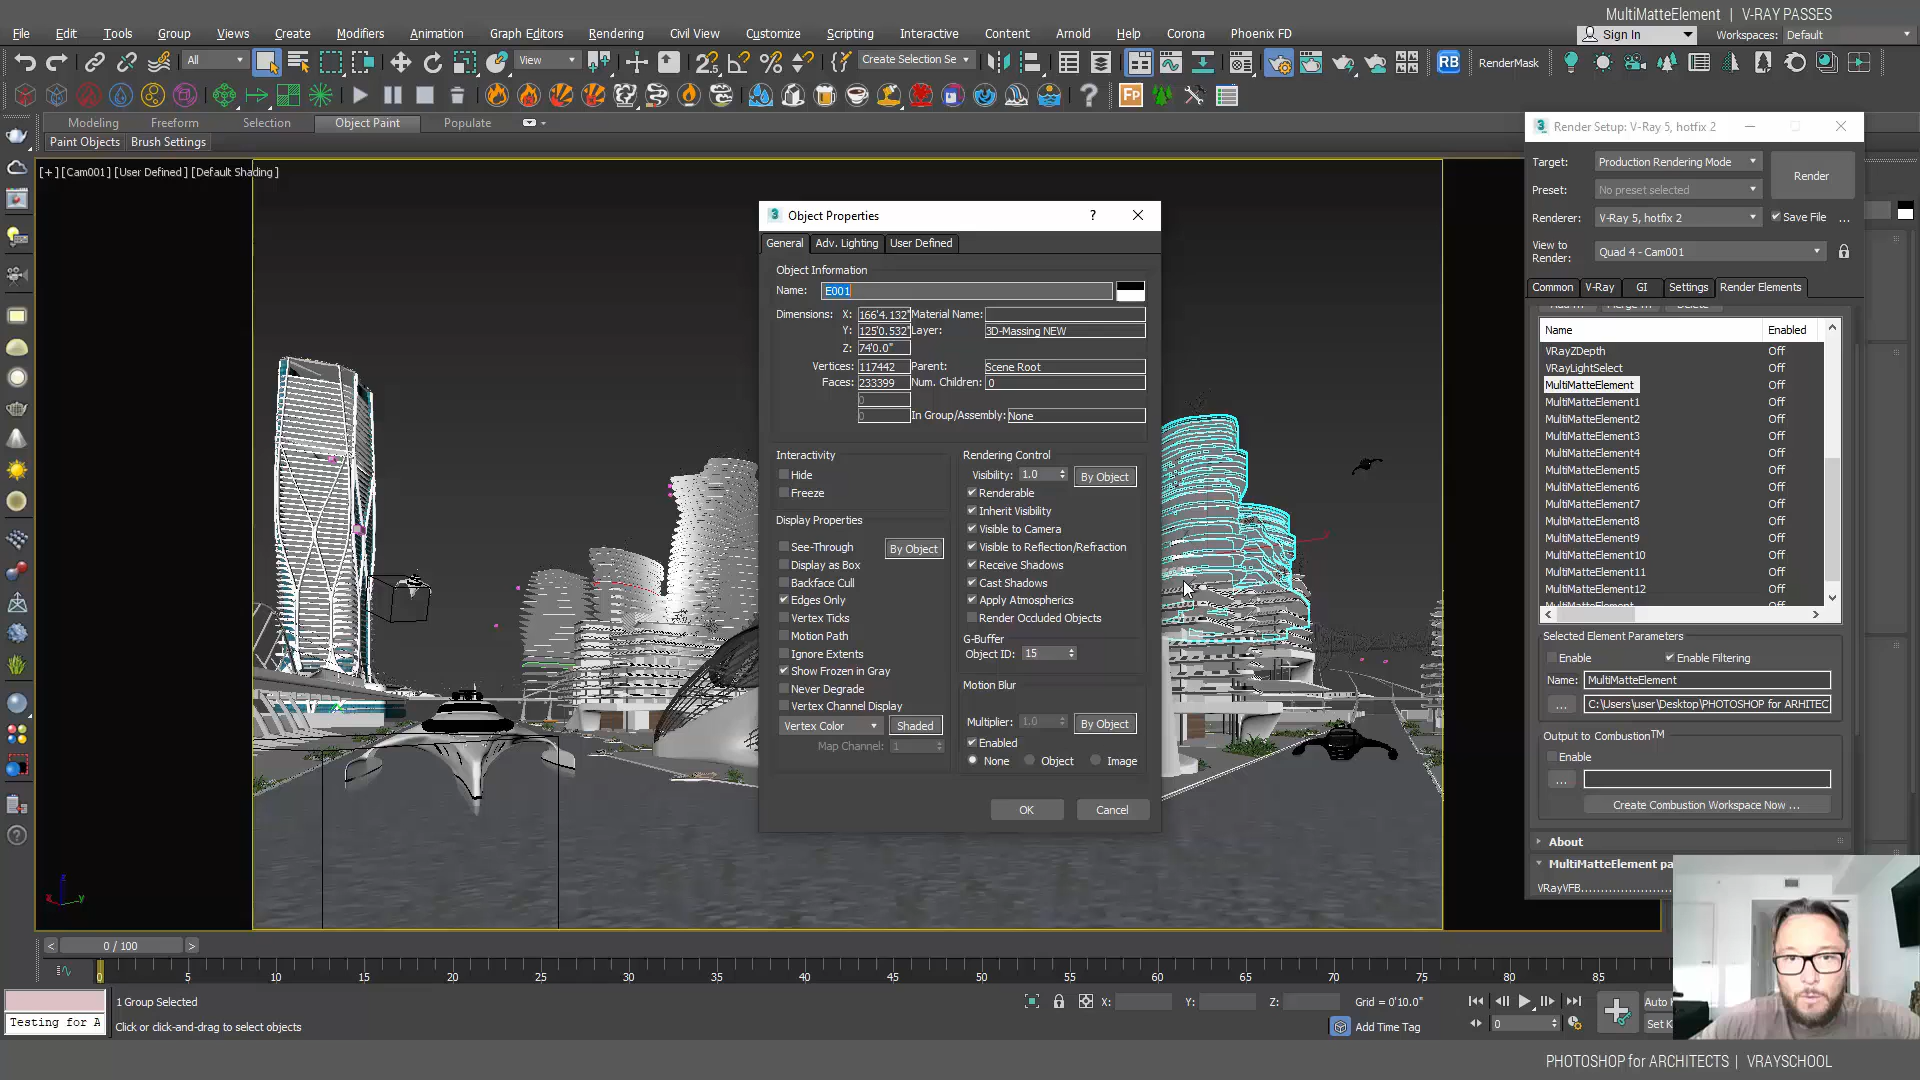 MultiMatteElement | V-RAY PASSES
File Edit Tools Group Views Create Modifiers Animation Graph Editors Rendering Civil View Customize Scripting Interactive Content Arnold Help Corona Phoenix FD
Sign In Workspaces: Default
All View Create Selection Se RB RenderMask
Fp
Modeling Freeform Selection Object Paint Populate
Paint Objects Brush Settings
[+] [Cam001] [User Defined ] [Default Shading ]
Object Properties ?
General Adv. Lighting User Defined
Object Information
Name: E001
Dimensions: X: 166'4.132" Material Name:
Y: 125'0.532" Layer: 3D-Massing NEW
Z: 74'0.0"
Vertices: 117442 Parent: Scene Root
Faces: 233399 Num. Children: 0
0
0 In Group/Assembly: None
Interactivity
Hide
Freeze
Display Properties
See-Through By Object
Display as Box
Backface Cull
Edges Only
Vertex Ticks
Motion Path
Ignore Extents
Show Frozen in Gray
Never Degrade
Vertex Channel Display
Vertex Color Shaded
Map Channel: 1
Rendering Control
Visibility: 1.0 By Object
Renderable
Inherit Visibility
Visible to Camera
Visible to Reflection/Refraction
Receive Shadows
Cast Shadows
Apply Atmospherics
Render Occluded Objects
G-Buffer
Object ID: 15
Motion Blur
Multiplier: 1.0 By Object
Enabled
None Object Image
OK Cancel
Render Setup: V-Ray 5, hotfix 2
Target: Production Rendering Mode Render
Preset: No preset selected
Renderer: V-Ray 5, hotfix 2 Save File ...
View to Render: Quad 4 - Cam001
Common V-Ray GI Settings Render Elements
Name Enabled
VRayZDepth Off
VRayLightSelect Off
MultiMatteElement Off
MultiMatteElement1 Off
MultiMatteElement2 Off
MultiMatteElement3 Off
MultiMatteElement4 Off
MultiMatteElement5 Off
MultiMatteElement6 Off
MultiMatteElement7 Off
MultiMatteElement8 Off
MultiMatteElement9 Off
MultiMatteElement10 Off
MultiMatteElement11 Off
MultiMatteElement12 Off
Selected Element Parameters
Enable Enable Filtering
Name: MultiMatteElement
... C:\Users\user\Desktop\PHOTOSHOP for ARHITEC
Output to Combustion™
Enable
...
Create Combustion Workspace Now ...
About
MultiMatteElement pa
VRayVFB......................
z
x y
< 0 / 100 >
0 5 10 15 20 25 30 35 40 45 50 55 60 65 70 75 80 85
1 Group Selected X: Y: Z: Grid = 0'10.0" Auto
Testing for A Click or click-and-drag to select objects Add Time Tag 0 Set K
PHOTOSHOP for ARCHITECTS | VRAYSCHOOL